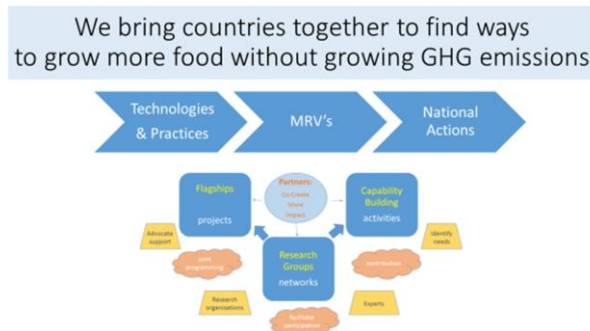 We bring countries together to find ways
to grow more food without growing GHG emissions
Technologies
& Practices
MRV's
National
Actions
Flagships
projects
Partners:
Co-Create
Share
Impact
Capability
Building
activities
Advocate
support
Identify
needs
Joint
programming
Research
Groups
networks
contribution
Research
organisations
Experts
facilitate
participation